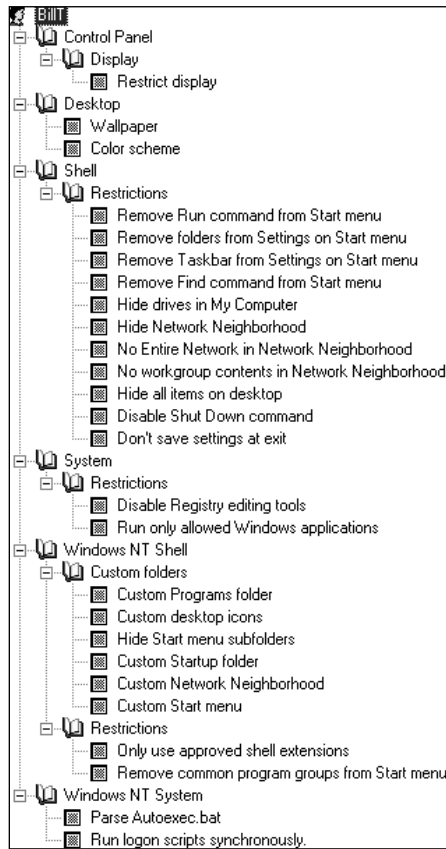 BillT
Control Panel
Display
Restrict display
Desktop
Wallpaper
Color scheme
Shell
Restrictions
Remove Run command from Start menu
Remove folders from Settings on Start menu
Remove Taskbar from Settings on Start menu
Remove Find command from Start menu
Hide drives in My Computer
Hide Network Neighborhood
No Entire Network in Network Neighborhood
No workgroup contents in Network Neighborhood
Hide all items on desktop
Disable Shut Down command
Don't save settings at exit
System
Restrictions
Disable Registry editing tools
Run only allowed Windows applications
Windows NT Shell
Custom folders
Custom Programs folder
Custom desktop icons
Hide Start menu subfolders
Custom Startup folder
Custom Network Neighborhood
Custom Start menu
Restrictions
Only use approved shell extensions
Remove common program groups from Start menu
Windows NT System
Parse Autoexec.bat
Run logon scripts synchronously.